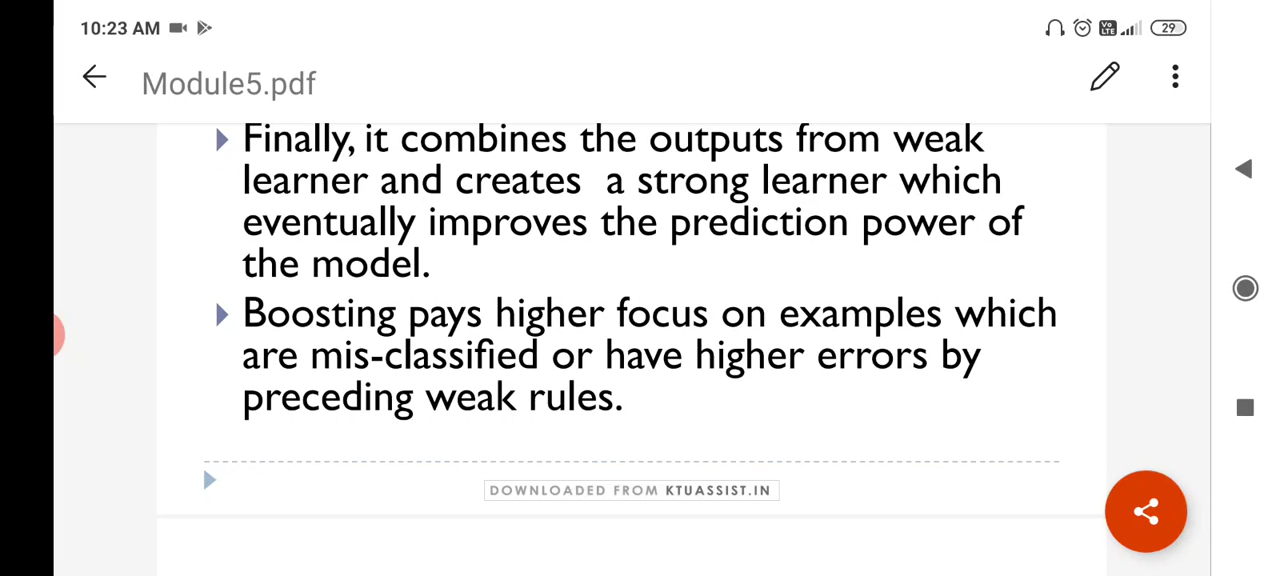 10:23 AM
Vo LTE
29
Module5.pdf
Finally, it combines the outputs from weak
learner and creates a strong learner which
eventually improves the prediction power of
the model.
Boosting pays higher focus on examples which
are mis-classified or have higher errors by
preceding weak rules.
DOWNLOADED FROM KTUASSIST.IN